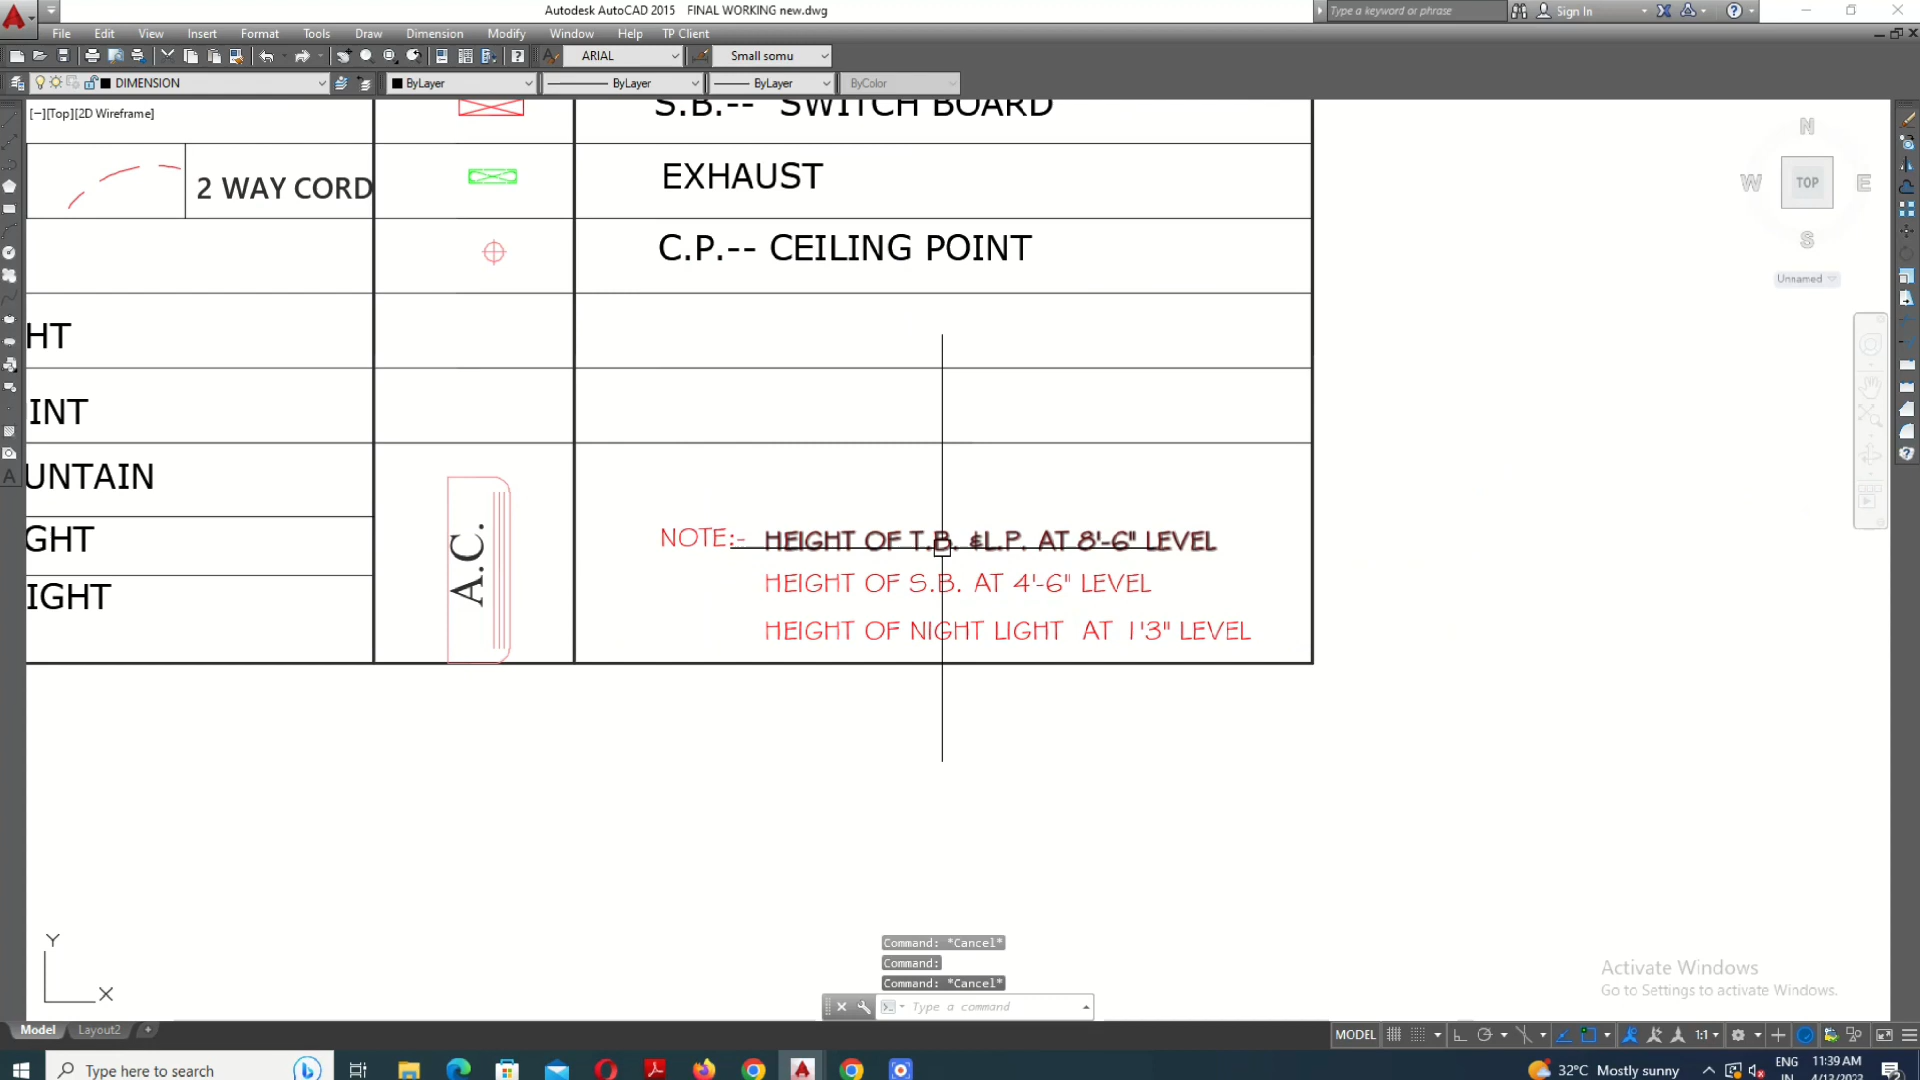 Autodesk AutoCAD 2015 FINAL WORKING new.dwg
Type a keyword or phrase
Sign In
File Edit View Insert Format Tools Draw Dimension Modify Window Help TP Client
ARIAL
Small somu
DIMENSION
ByLayer
ByLayer
ByLayer
ByColor
[−][Top][2D Wireframe]
S.B.-- SWITCH BOARD
2 WAY CORD
EXHAUST
C.P.-- CEILING POINT
HT
INT
UNTAIN
GHT
IGHT
A.C.
NOTE:- HEIGHT OF T.B. &L.P. AT 8'-6" LEVEL
HEIGHT OF S.B. AT 4'-6" LEVEL
HEIGHT OF NIGHT LIGHT AT 1'3" LEVEL
N
W TOP E
S
Unnamed
Y
X
Command: *Cancel*
Command:
Command: *Cancel*
Type a command
Activate Windows
Go to Settings to activate Windows.
Model Layout2 +
MODEL
1:1
Type here to search
32°C Mostly sunny
ENG
IN
11:39 AM